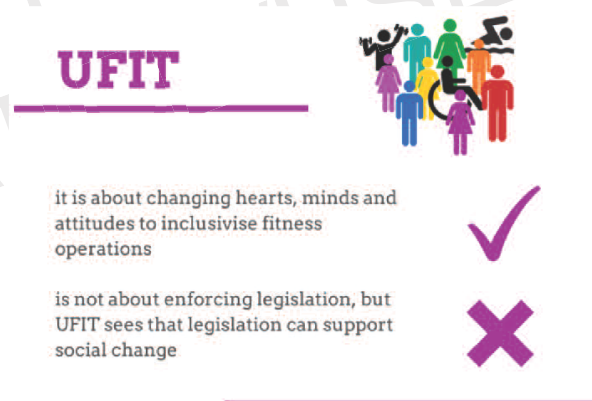 UFIT
it is about changing hearts, minds and
attitudes to inclusivise fitness
operations
is not about enforcing legislation, but
UFIT sees that legislation can support
social change